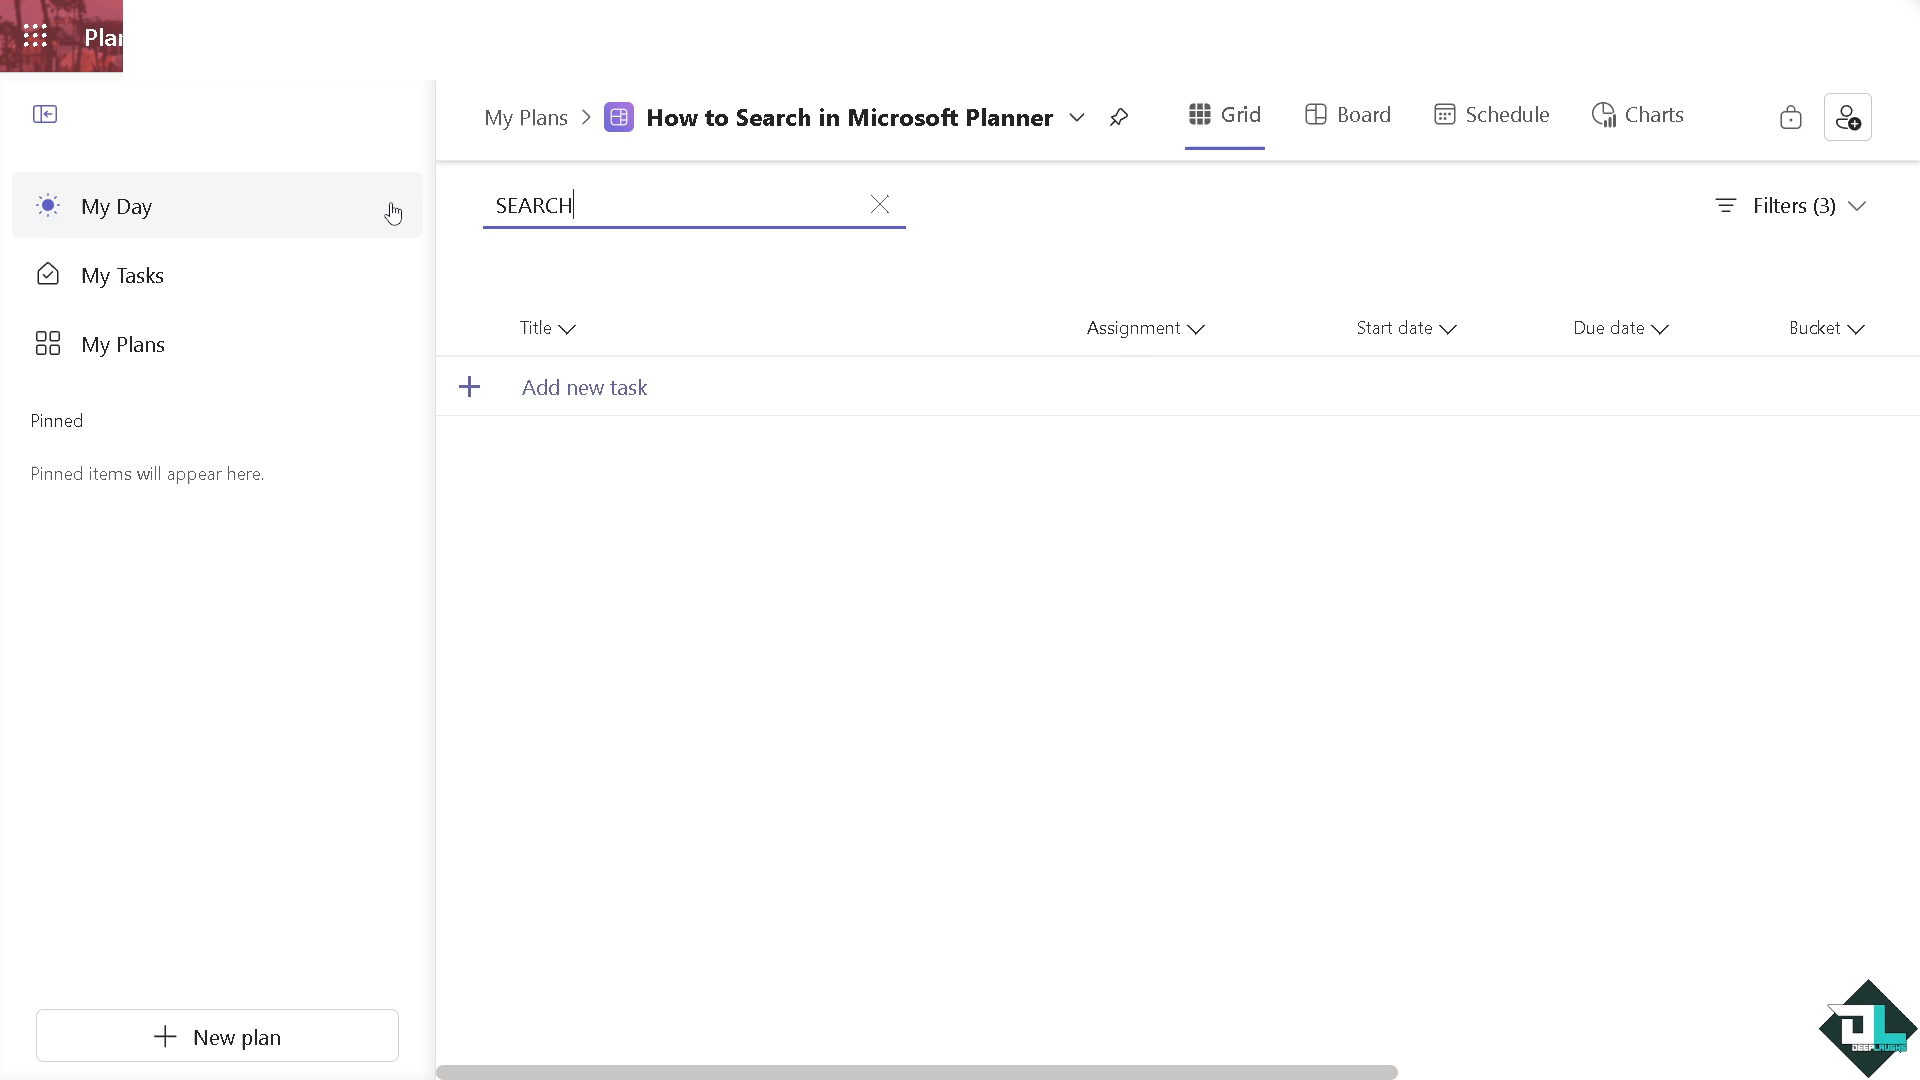 Plan
My Plans
How to Search in Microsoft Planner
Grid
Board
Schedule
Charts
My Day
My Tasks
My Plans
Pinned
Pinned items will appear here.
New plan
SEARCH
Filters (3)
Title
Assignment
Start date
Due date
Bucket
Add new task
DEEPLAUGHS